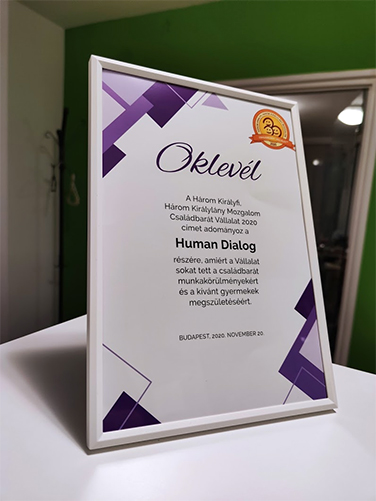 Oklevél
A Három Királyfi,
Három Királylány Mozgalom
Családbarát Vállalat 2020
címet adományoz a
Human Dialog
részére, amiért a Vállalat
sokat tett a családbarát
munkakörülményekért
és a kívánt gyermekek
megszületéséért.
BUDAPEST, 2020. NOVEMBER 20.